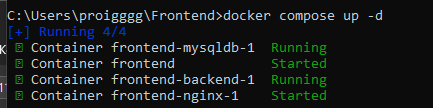 C:\Users\proigggg\Frontend>docker compose up -d
[+] Running 4/4
Container frontend-mysqldb-1 Running
Container frontend Started
Container frontend-backend-1 Running
Container frontend-nginx-1 Started